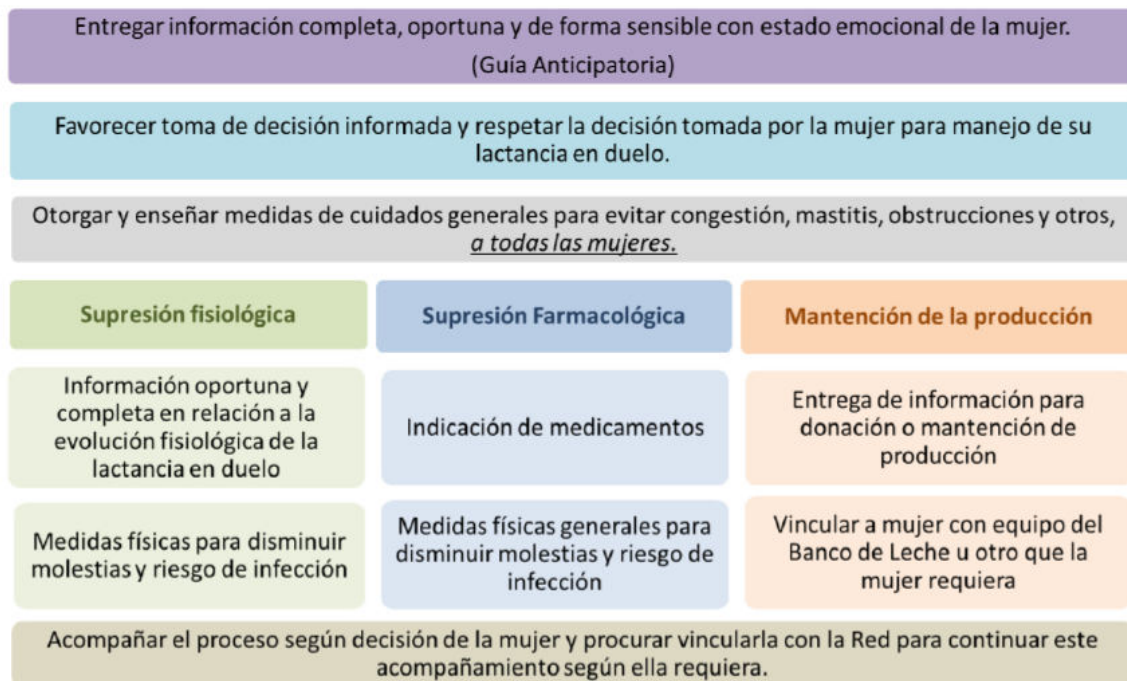 Entregar información completa, oportuna y de forma sensible con estado emocional de la mujer.
(Guía Anticipatoria)
Favorecer toma de decisión informada y respetar la decisión tomada por la mujer para manejo de su
lactancia en duelo.
Otorgar y enseñar medidas de cuidados generales para evitar congestión, mastitis, obstrucciones y otros,
a todas las mujeres.
Supresión fisiológica
Información oportuna y
completa en relación a la
evolución fisiológica de la
lactancia en duelo
Medidas físicas para disminuir
molestias y riesgo de infección
Supresión Farmacológica
Indicación de medicamentos
Medidas físicas generales para
disminuir molestias y riesgo de
infección
Mantención de la producción
Entrega de información para
donación o mantención de
producción
Vincular a mujer con equipo del
Banco de Leche u otro que la
mujer requiera
Acompañar el proceso según decisión de la mujer y procurar vincularla con la Red para continuar este
acompañamiento según ella requiera.